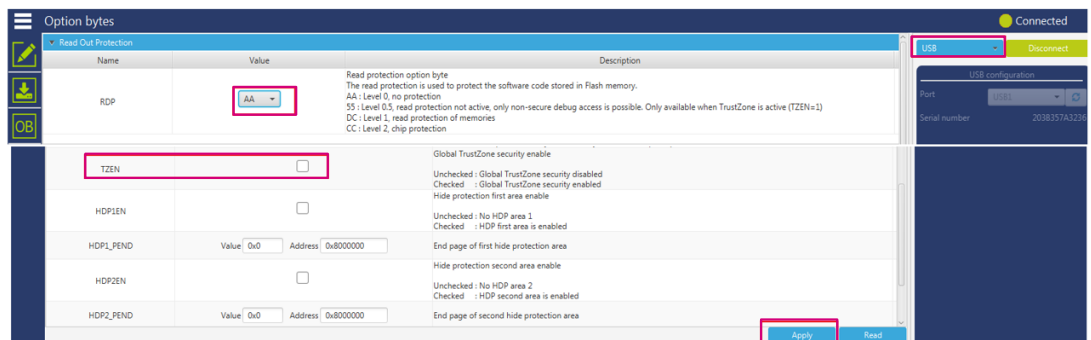 Option bytes
Connected
Read Out Protection
USB
Disconnect
Name Value Description
USB configuration
Read protection option byte
The read protection is used to protect the software code stored in Flash memory.
RDP AA
AA : Level 0, no protection
55 : Level 0.5, read protection not active, only non-secure debug access is possible. Only available when TrustZone is active (TZEN=1)
DC : Level 1, read protection of memories
CC : Level 2, chip protection
Port USB1
Serial number 2038357A3236
OB
Global TrustZone security enable
TZEN
Unchecked : Global TrustZone security disabled
Checked : Global TrustZone security enabled
Hide protection first area enable
HDP1EN
Unchecked : No HDP area 1
Checked : HDP first area is enabled
HDP1_PEND Value 0x0 Address 0x8000000 End page of first hide protection area
Hide protection second area enable
HDP2EN
Unchecked : No HDP area 2
Checked : HDP second area is enabled
HDP2_PEND Value 0x0 Address 0x8000000 End page of second hide protection area
Apply Read